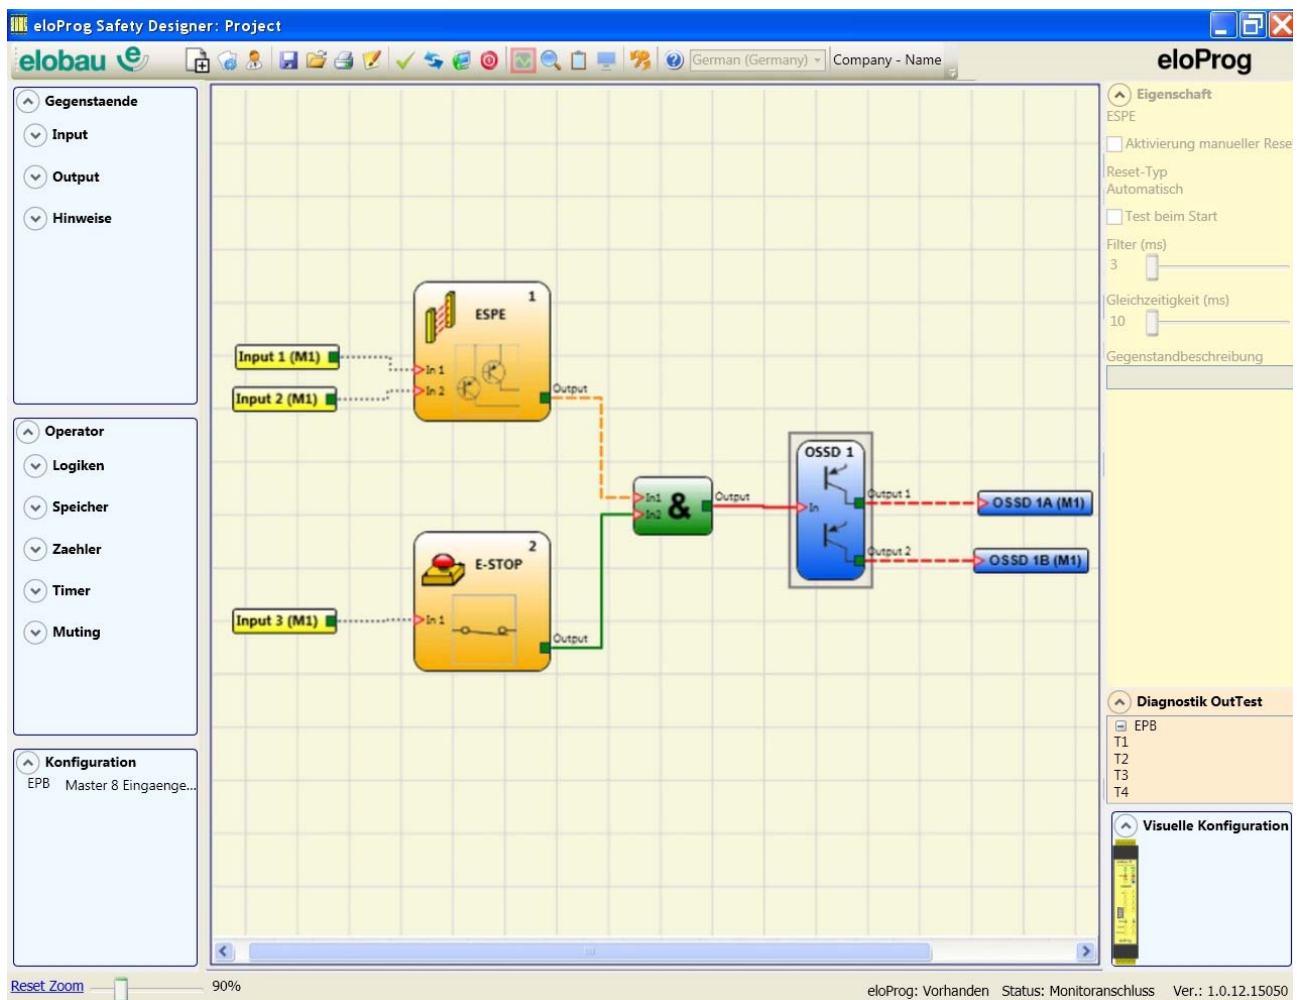 eloProg Safety Designer: Project
elobau e
German (Germany)
Company - Name
eloProg
Gegenstaende
Input
Output
Hinweise
Operator
Logiken
Speicher
Zaehler
Timer
Muting
Konfiguration
EPB Master 8 Eingaenge...
Input 1 (M1)
Input 2 (M1)
1
ESPE
In 1
In 2
Output
Input 3 (M1)
2
E-STOP
In 1
Output
In1
In2
&
Output
OSSD 1
In
Output 1
Output 2
OSSD 1A (M1)
OSSD 1B (M1)
Eigenschaft
ESPE
Aktivierung manueller Rese
Reset-Typ
Automatisch
Test beim Start
Filter (ms)
3
Gleichzeitigkeit (ms)
10
Gegenstandbeschreibung
Diagnostik OutTest
EPB
T1
T2
T3
T4
Visuelle Konfiguration
Reset Zoom
90%
eloProg: Vorhanden Status: Monitoranschluss Ver.: 1.0.12.15050